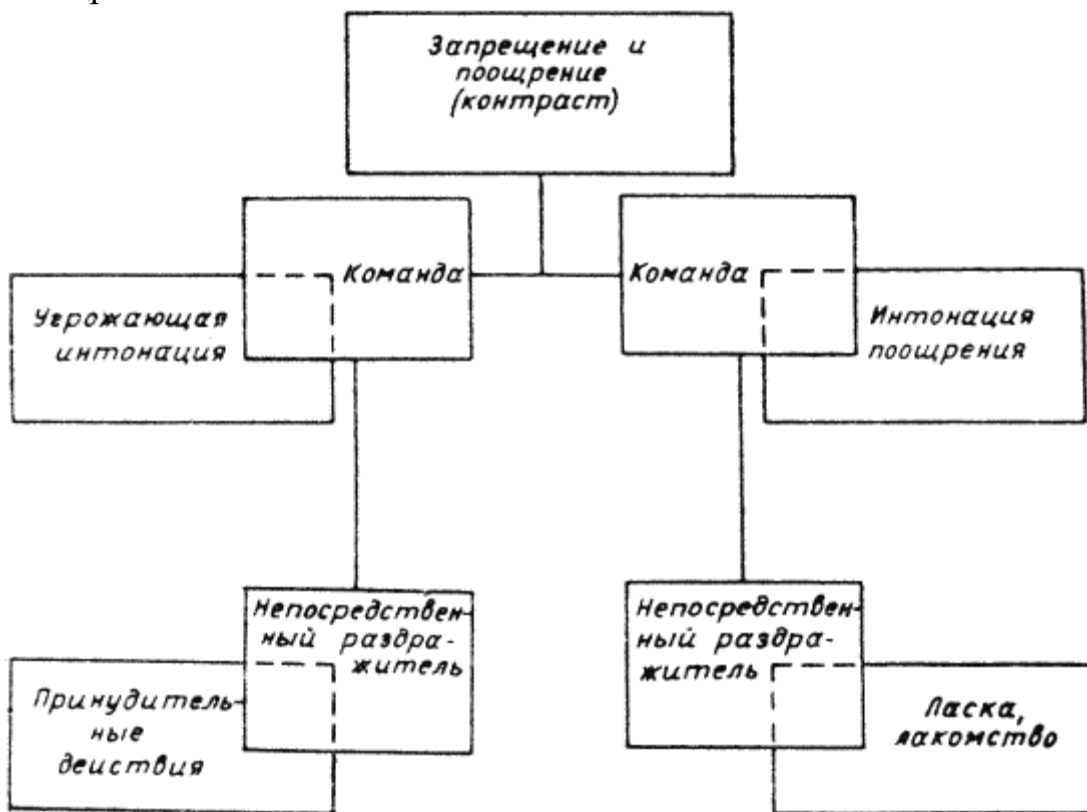 Запрещение и
поощрение
(контраст)
Команда
Команда
Угрожающая
интонация
Интонация
поощрения
Непосредствен-
ный раздра-
житель
Непосредствен-
ный раздра-
житель
Принудитель-
ные
действия
Ласка,
лакомство